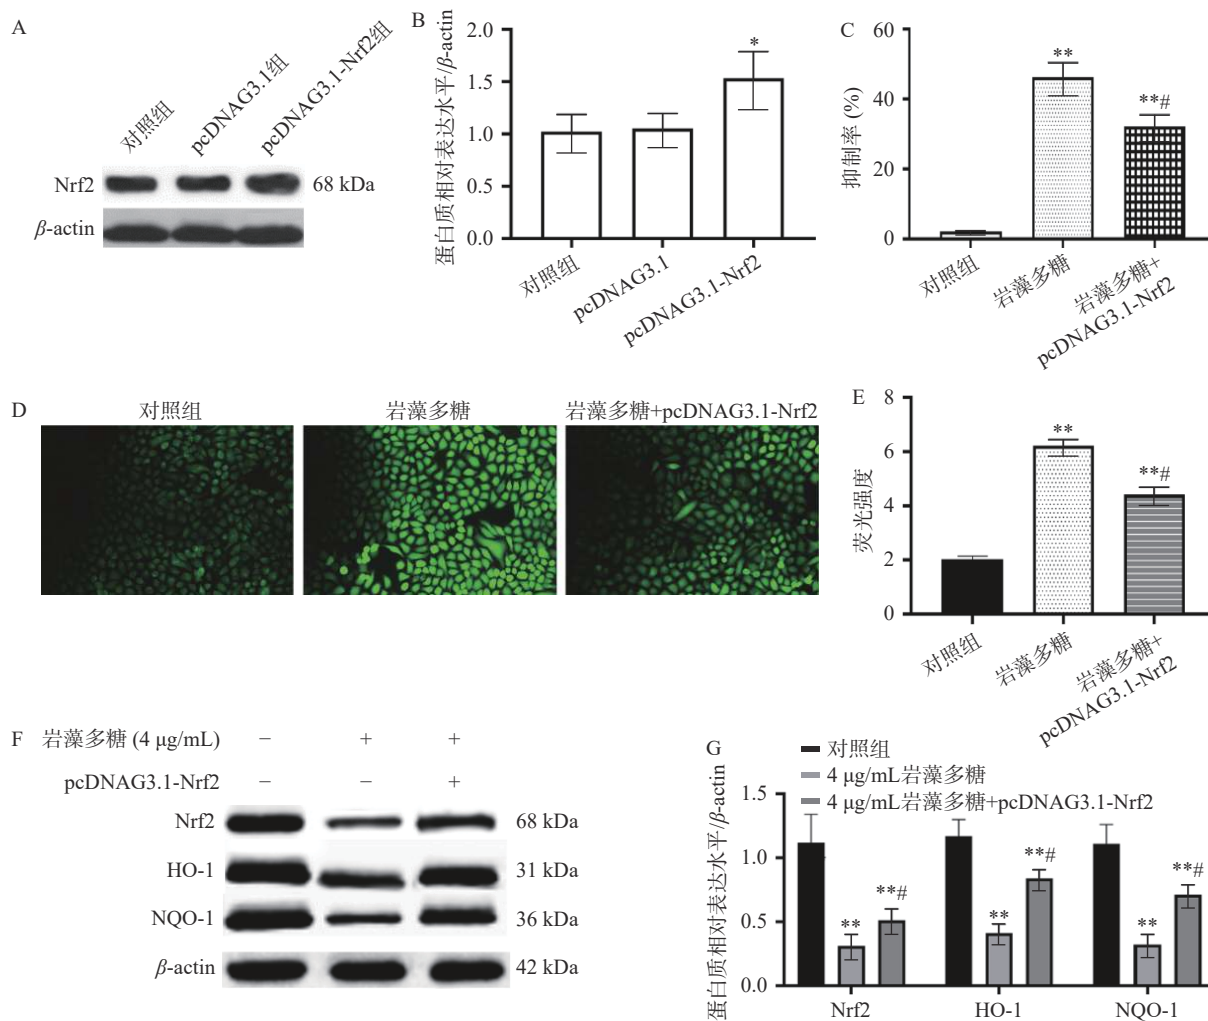 A
对照组
pcDNAG3.1组
pcDNAG3.1-Nrf2组
Nrf2
68 kDa
β-actin
B
蛋白质相对表达水平/β-actin
2.0
1.5
1.0
0.5
0.0
*
对照组
pcDNAG3.1
pcDNAG3.1-Nrf2
C
抑制率 (%)
60
40
20
0
**
**#
对照组
岩藻多糖
岩藻多糖+
pcDNAG3.1-Nrf2
D
对照组
岩藻多糖
岩藻多糖+pcDNAG3.1-Nrf2
E
荧光强度
8
6
4
2
0
**
**#
对照组
岩藻多糖
岩藻多糖+
pcDNAG3.1-Nrf2
F
岩藻多糖 (4 μg/mL) − + +
pcDNAG3.1-Nrf2 − − +
Nrf2 68 kDa
HO-1 31 kDa
NQO-1 36 kDa
β-actin 42 kDa
G
对照组
4 μg/mL岩藻多糖
4 μg/mL岩藻多糖+pcDNAG3.1-Nrf2
蛋白质相对表达水平/β-actin
1.5
1.0
0.5
0.0
**
**#
**
**#
**
**#
Nrf2
HO-1
NQO-1